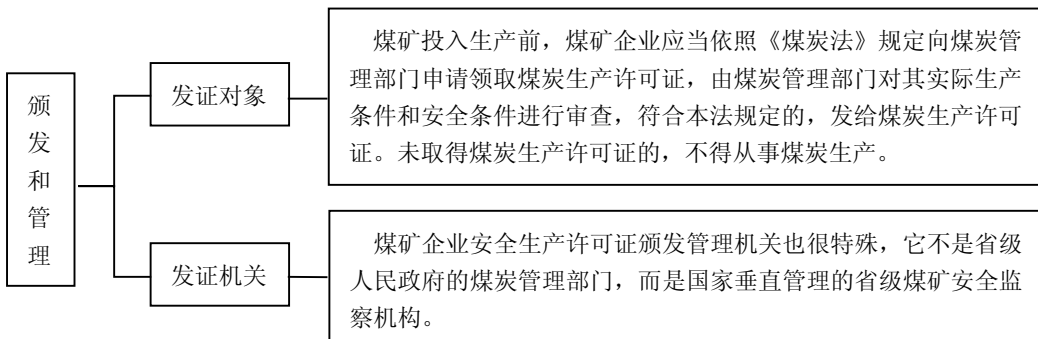 颁
发
和
管
理
发证对象
煤矿投入生产前，煤矿企业应当依照《煤炭法》规定向煤炭管
理部门申请领取煤炭生产许可证，由煤炭管理部门对其实际生产
条件和安全条件进行审查，符合本法规定的，发给煤炭生产许可
证。未取得煤炭生产许可证的，不得从事煤炭生产。
发证机关
煤矿企业安全生产许可证颁发管理机关也很特殊，它不是省级
人民政府的煤炭管理部门，而是国家垂直管理的省级煤矿安全监
察机构。